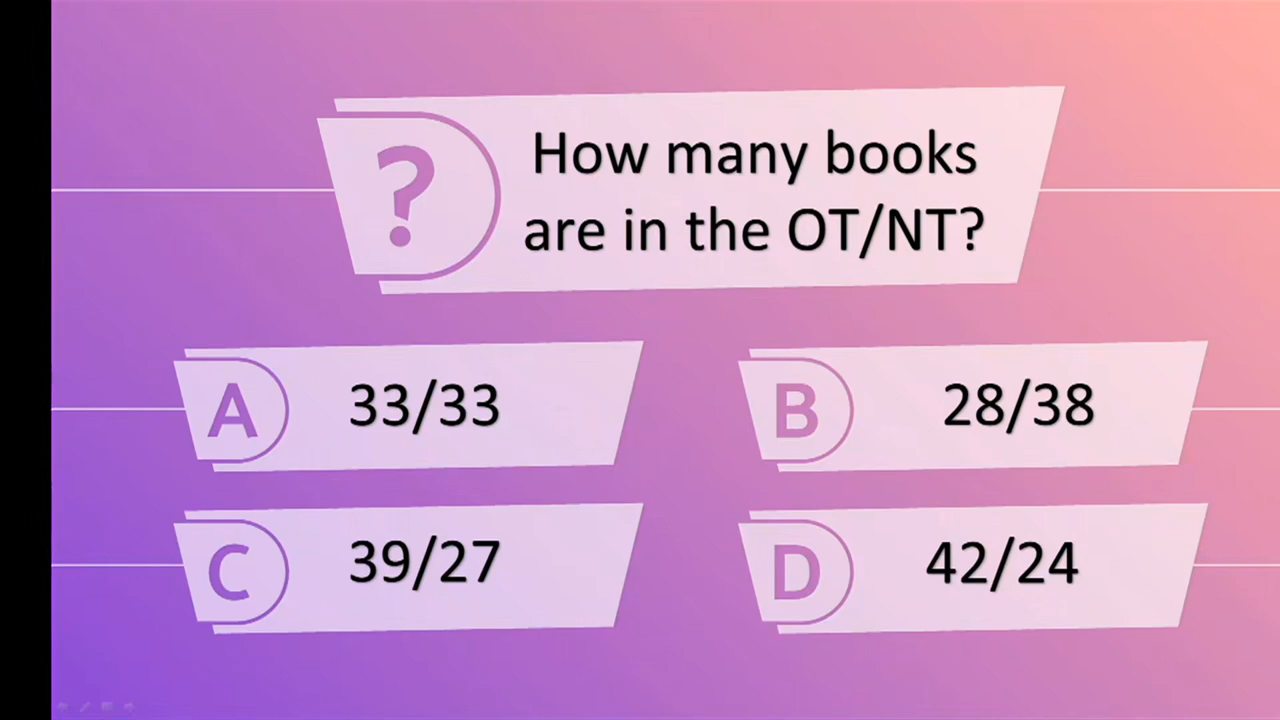 ?
How many books
are in the OT/NT?
A
33/33
B
28/38
C
39/27
D
42/24